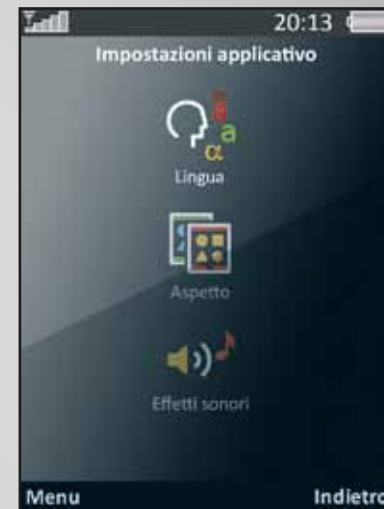 20:13
Impostazioni applicativo
Lingua
Aspetto
Effetti sonori
Menu Indietro